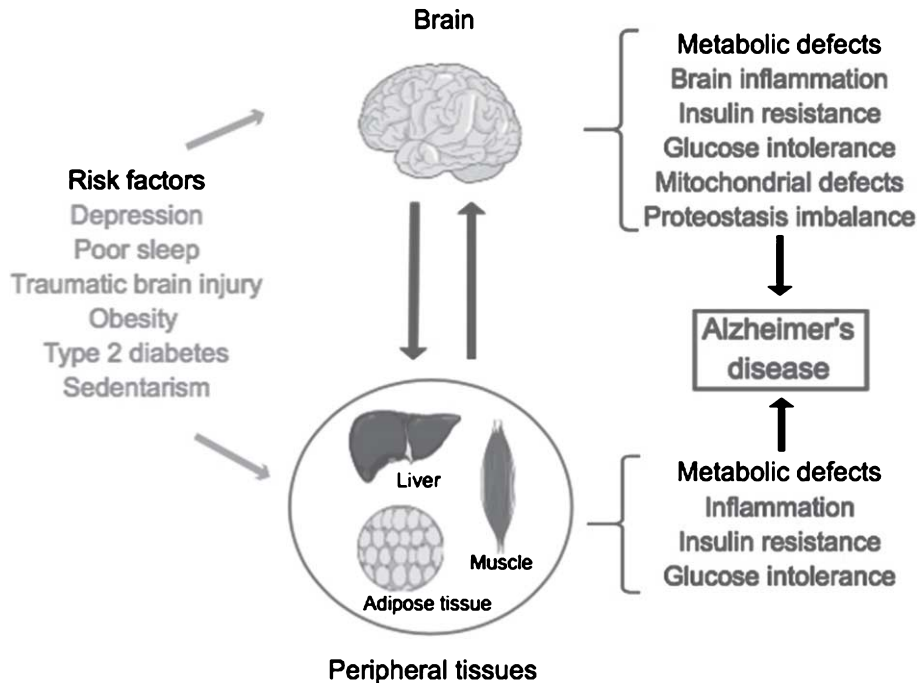 Brain
Risk factors
Depression
Poor sleep
Traumatic brain injury
Obesity
Type 2 diabetes
Sedentarism
Metabolic defects
Brain inflammation
Insulin resistance
Glucose intolerance
Mitochondrial defects
Proteostasis imbalance
Alzheimer's
disease
Liver
Muscle
Adipose tissue
Peripheral tissues
Metabolic defects
Inflammation
Insulin resistance
Glucose intolerance